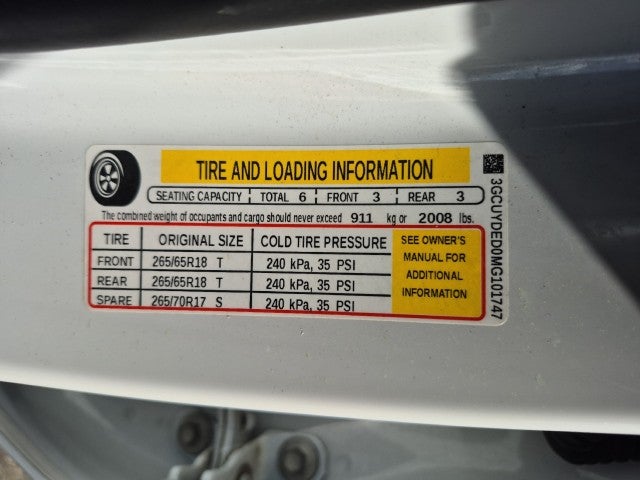 TIRE AND LOADING INFORMATION
SEATING CAPACITY TOTAL 6 FRONT 3 REAR 3
The combined weight of occupants and cargo should never exceed 911 kg or 2008 lbs.
TIRE ORIGINAL SIZE COLD TIRE PRESSURE
FRONT 265/65R18 T 240 kPa, 35 PSI
REAR 265/65R18 T 240 kPa, 35 PSI
SPARE 265/70R17 S 240 kPa, 35 PSI
SEE OWNER'S
MANUAL FOR
ADDITIONAL
INFORMATION
3GCUYDED0MG101747